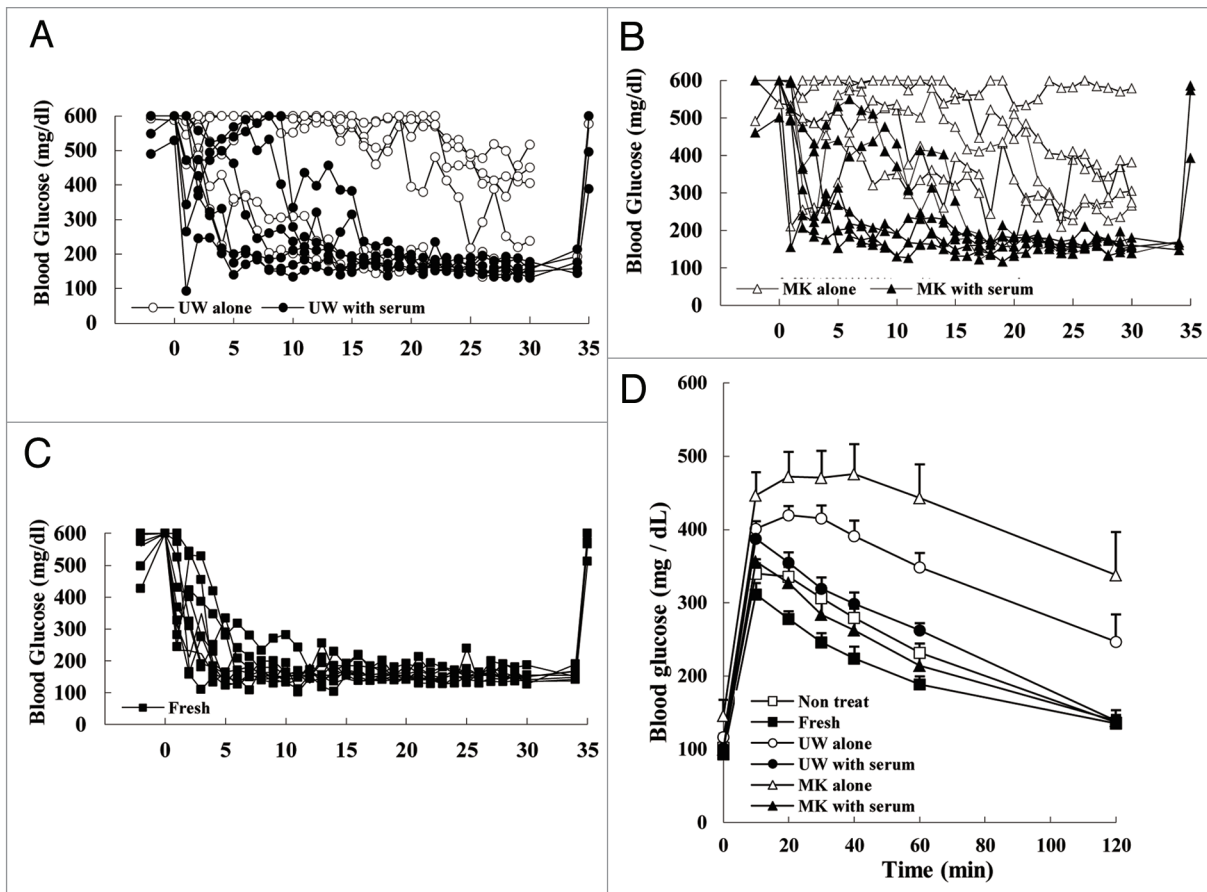 A
Blood Glucose (mg/dl)
600
500
400
300
200
100
0
UW alone UW with serum
0 5 10 15 20 25 30 35
B
Blood Glucose (mg/dl)
600
500
400
300
200
100
0
MK alone MK with serum
0 5 10 15 20 25 30 35
C
Blood Glucose (mg/dl)
600
500
400
300
200
100
0
Fresh
0 5 10 15 20 25 30 35
D
Blood glucose (mg / dL)
600
500
400
300
200
100
0
Non treat
Fresh
UW alone
UW with serum
MK alone
MK with serum
0 20 40 60 80 100 120
Time (min)